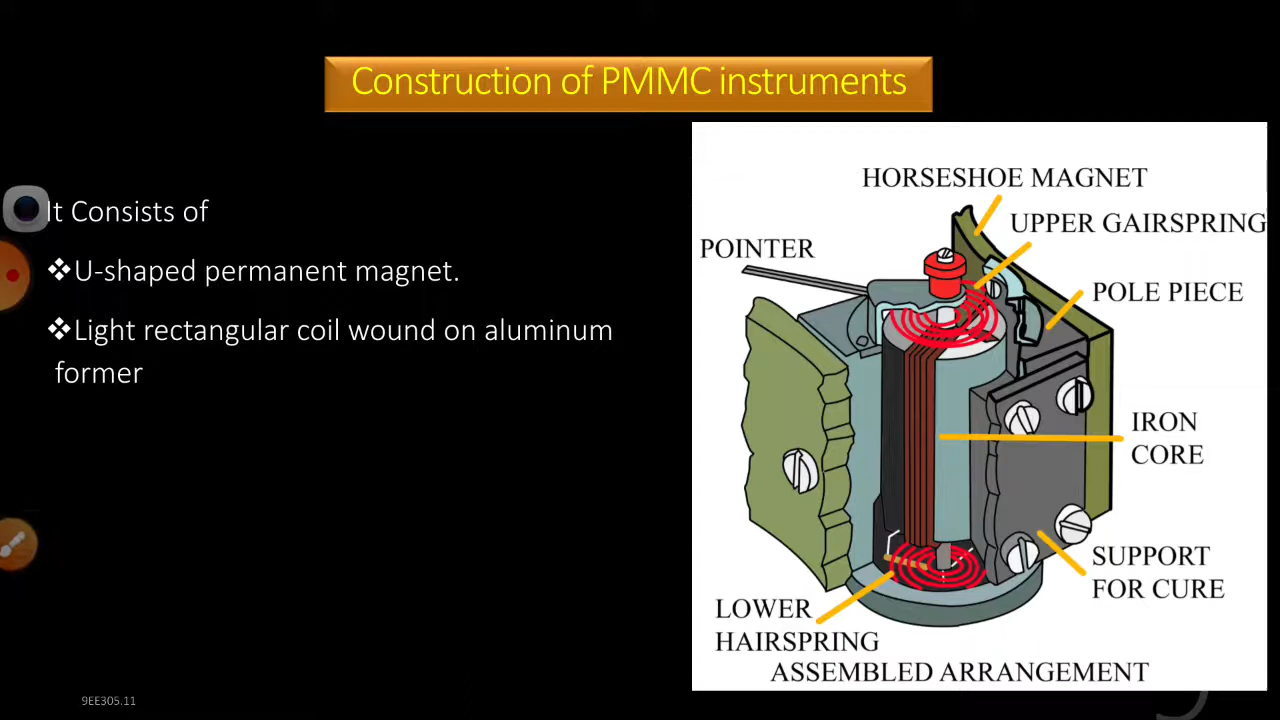 Construction of PMMC instruments
It Consists of
❖U-shaped permanent magnet.
❖Light rectangular coil wound on aluminum
former
HORSESHOE MAGNET
UPPER GAIRSPRING
POINTER
POLE PIECE
IRON
CORE
SUPPORT
FOR CURE
LOWER
HAIRSPRING
ASSEMBLED ARRANGEMENT
9EE305.11